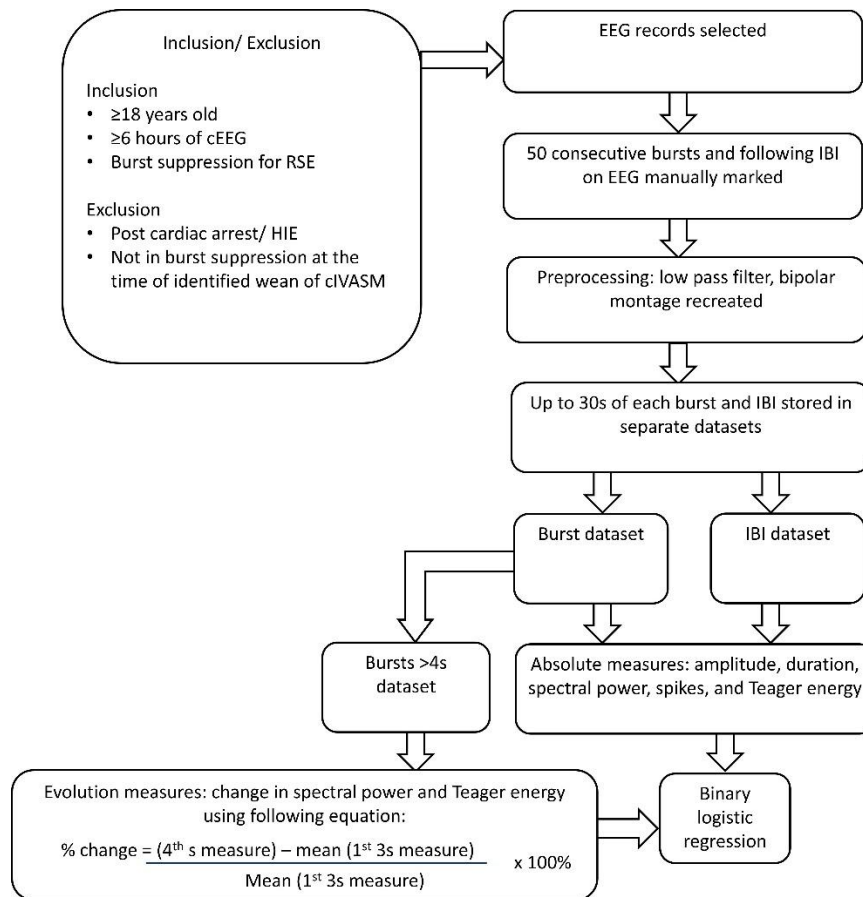 Inclusion/ Exclusion
Inclusion
• ≥18 years old
• ≥6 hours of cEEG
• Burst suppression for RSE
Exclusion
• Post cardiac arrest/ HIE
• Not in burst suppression at the
time of identified wean of cIVASM
EEG records selected
50 consecutive bursts and following IBI
on EEG manually marked
Preprocessing: low pass filter, bipolar
montage recreated
Up to 30s of each burst and IBI stored in
separate datasets
Burst dataset
IBI dataset
Bursts >4s
dataset
Absolute measures: amplitude, duration,
spectral power, spikes, and Teager energy
Evolution measures: change in spectral power and Teager energy
using following equation:
% change = (4th s measure) – mean (1st 3s measure)
x 100%
Mean (1st 3s measure)
Binary
logistic
regression